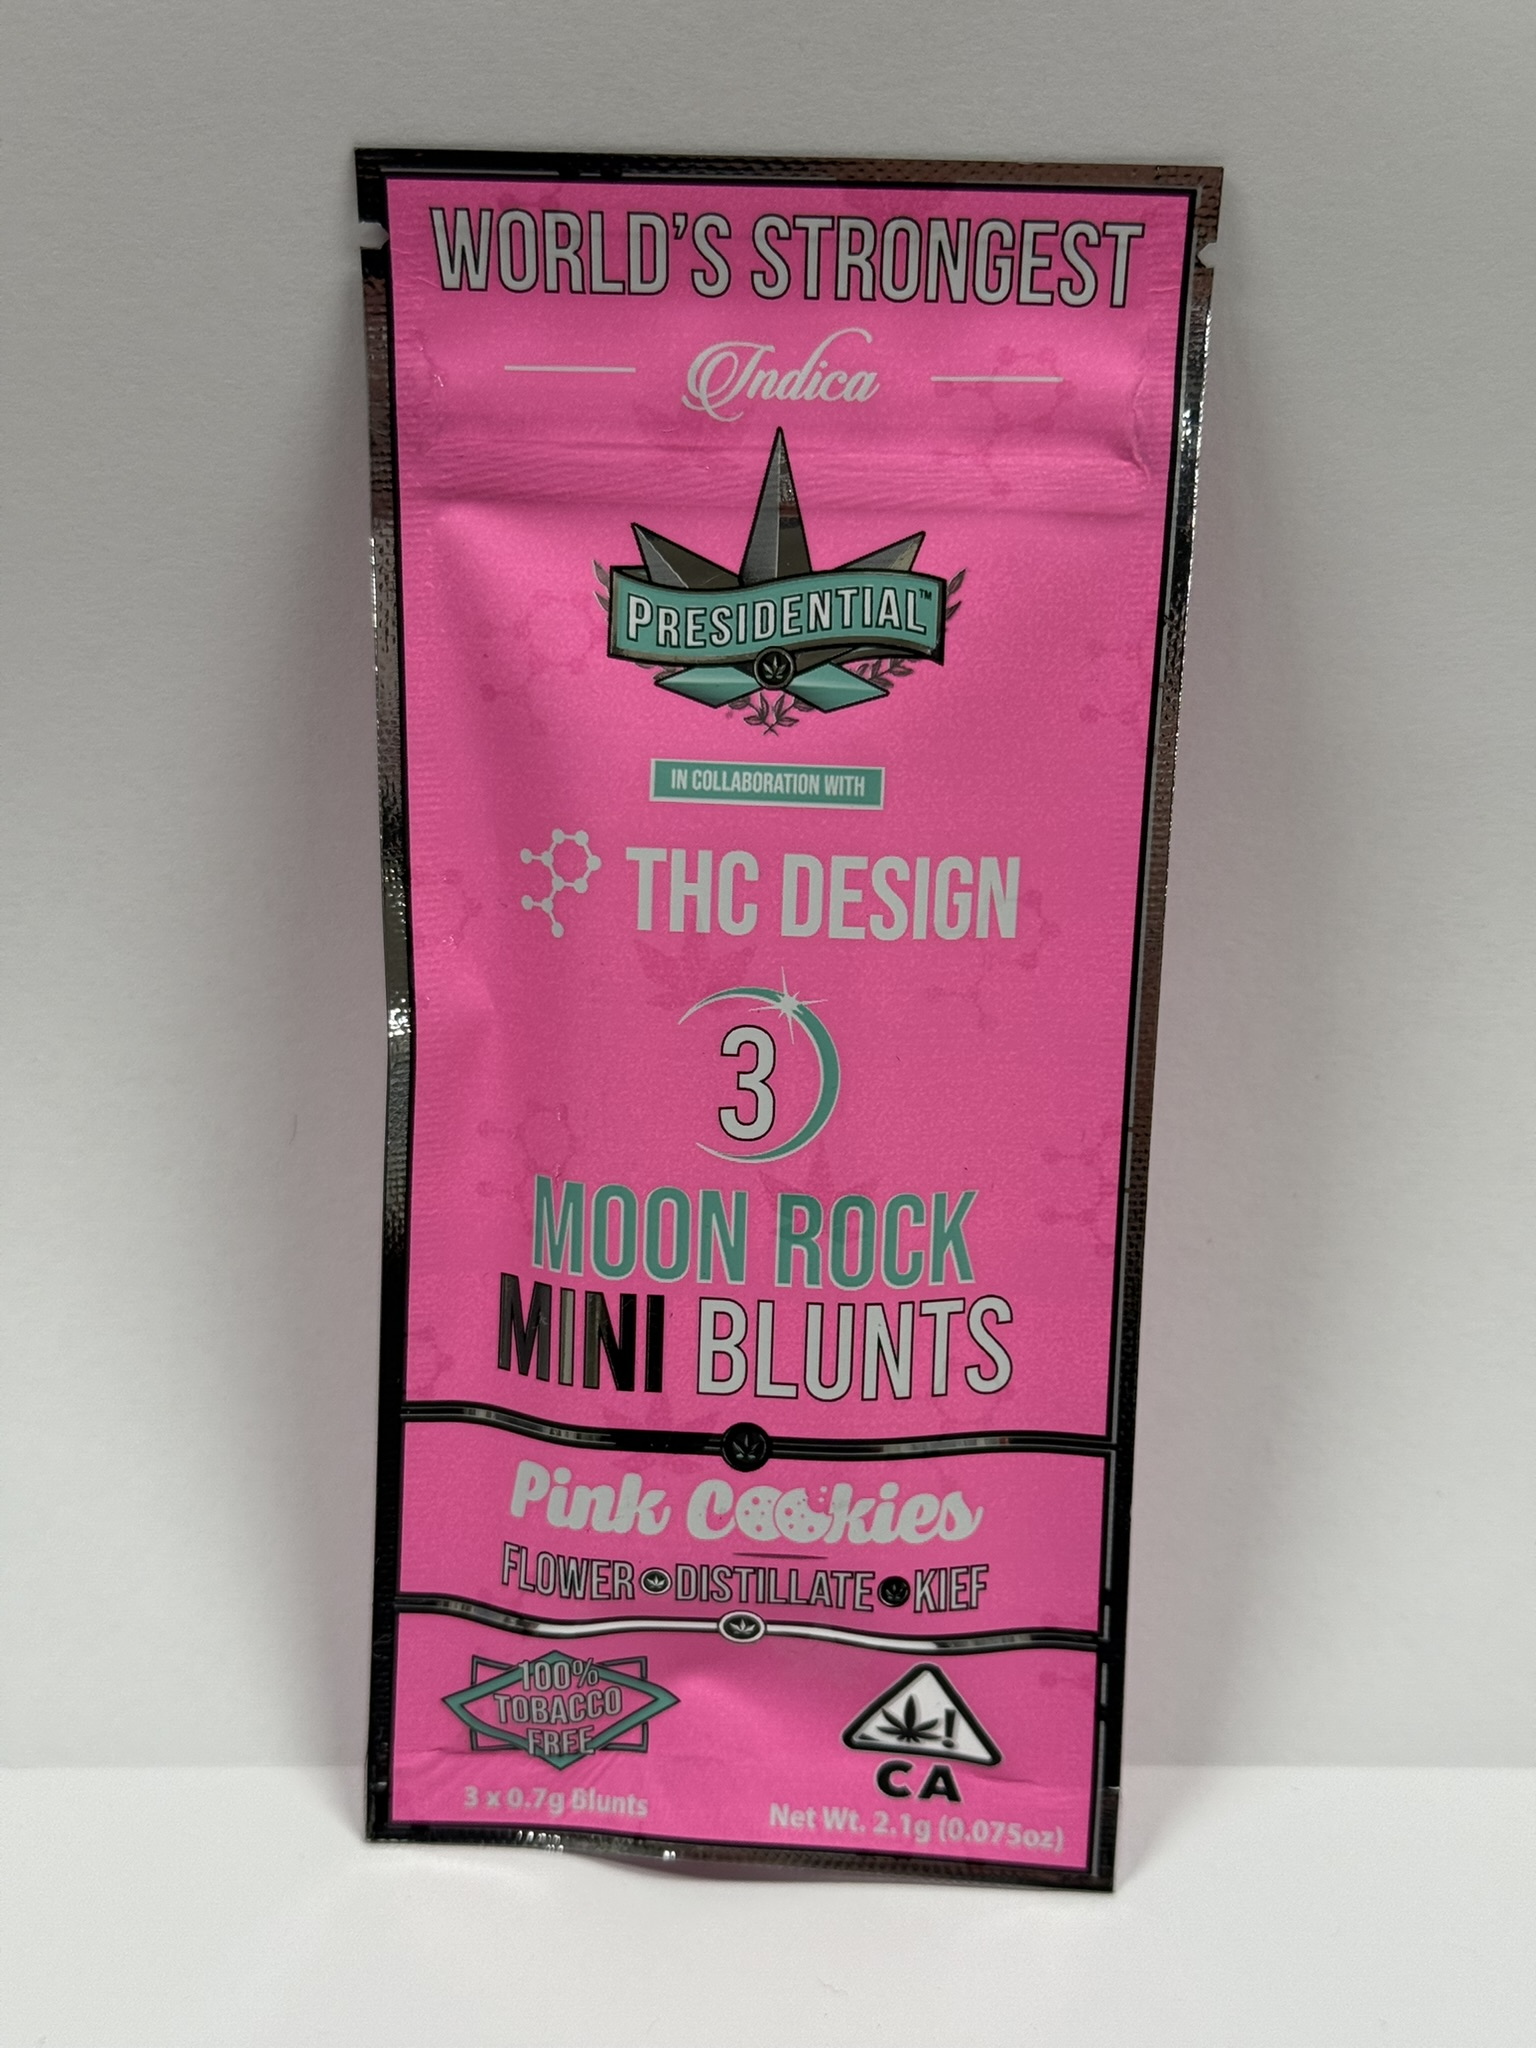 WORLD'S STRONGEST
Indica
PRESIDENTIAL™
IN COLLABORATION WITH
THC DESIGN
3
MOON ROCK
MINI BLUNTS
Pink Cookies
FLOWER DISTILLATE KIEF
100%
TOBACCO
FREE
!
CA
3 x 0.7g Blunts
Net Wt. 2.1g (0.075oz)